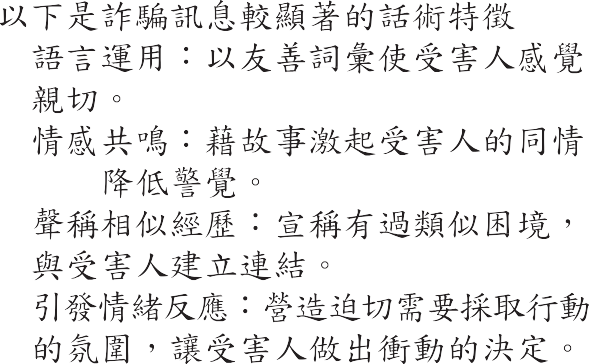 以下是詐騙訊息較顯著的話術特徵
語言運用：以友善詞彙使受害人感覺
親切。
情感共鳴：藉故事激起受害人的同情
降低警覺。
聲稱相似經歷：宣稱有過類似困境，
與受害人建立連結。
引發情緒反應：營造迫切需要採取行動
的氛圍，讓受害人做出衝動的決定。